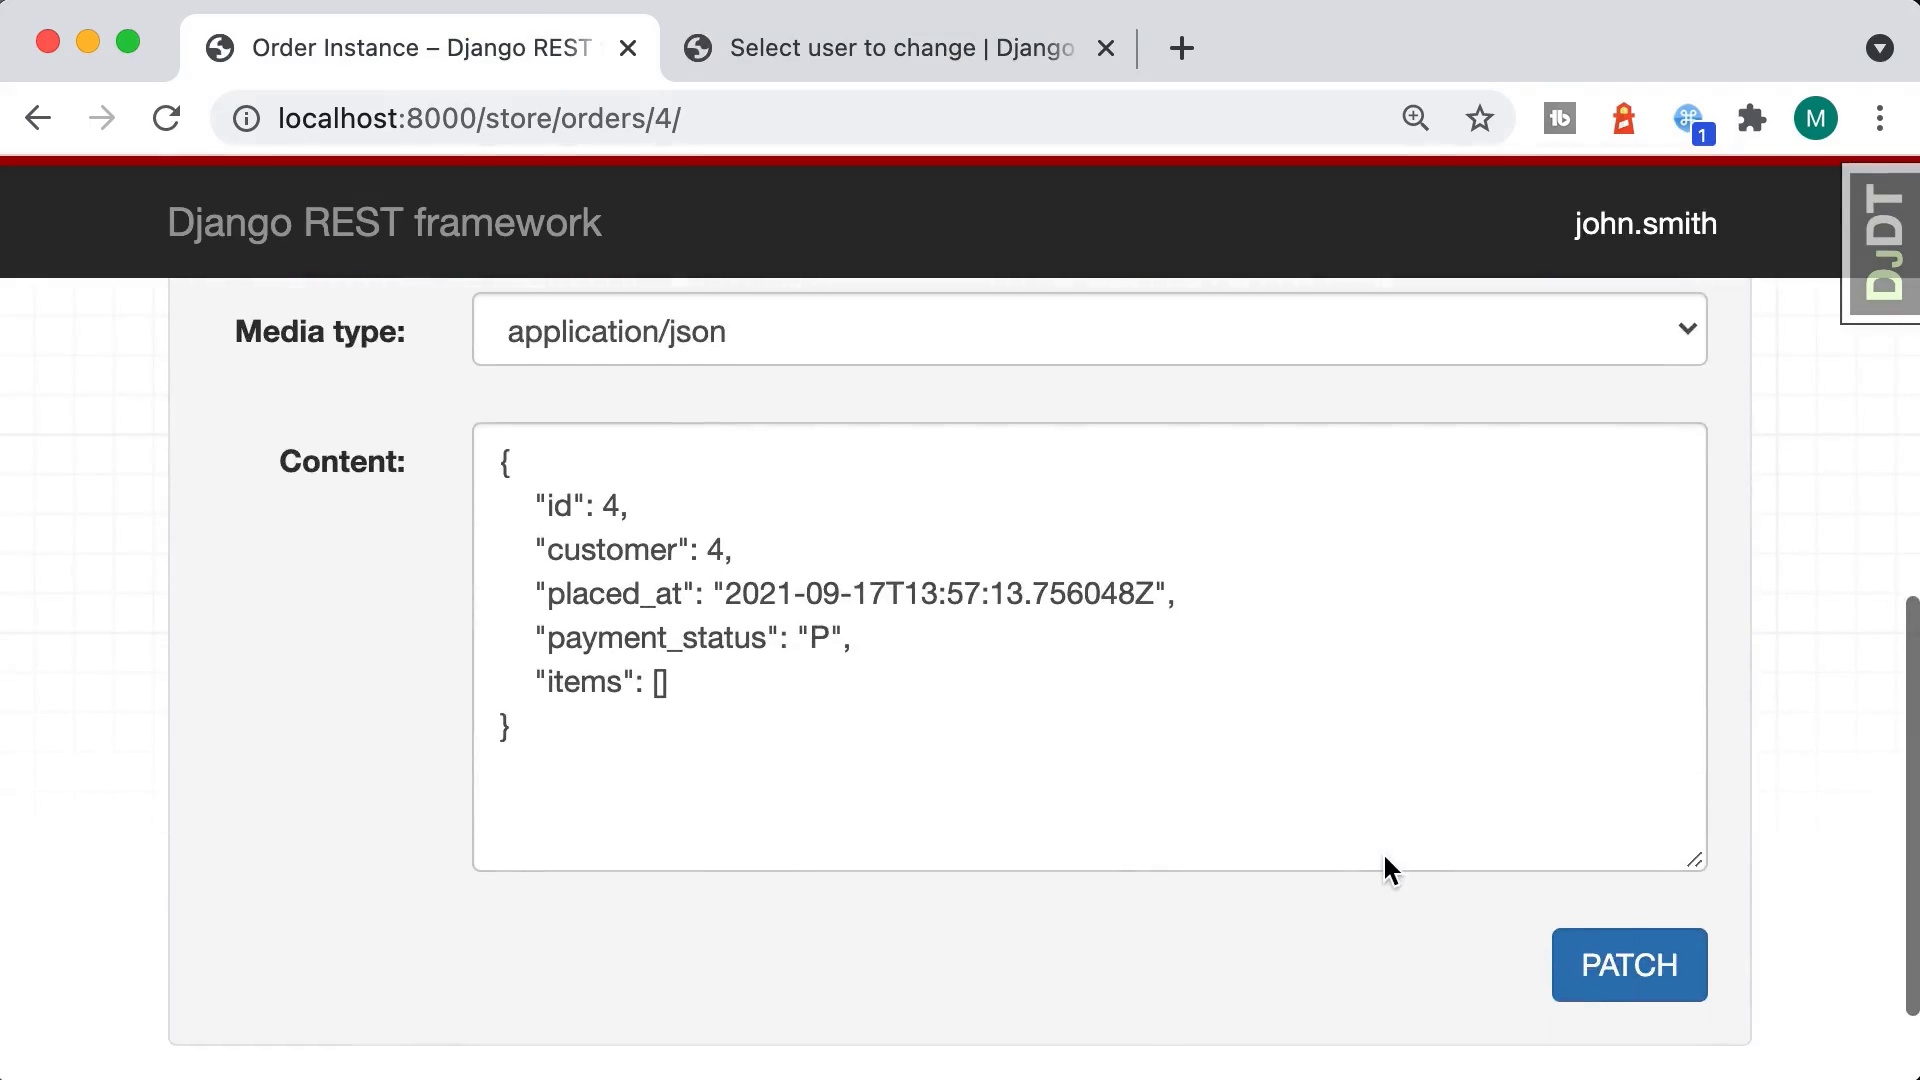 Order Instance – Django REST
Select user to change | Django
localhost:8000/store/orders/4/
1
M
Django REST framework
john.smith
DJDT
Media type:
application/json
Content:
{
"id": 4,
"customer": 4,
"placed_at": "2021-09-17T13:57:13.756048Z",
"payment_status": "P",
"items": []
}
PATCH